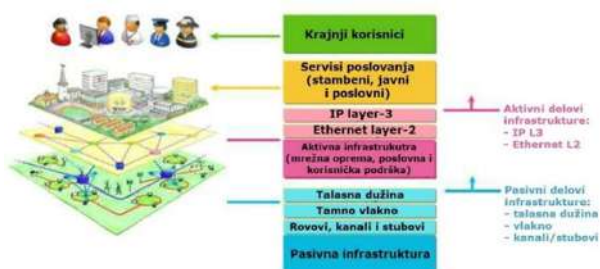 Krajnji korisnici
Servisi poslovanja
(stambeni, javni
i poslovni)
IP layer-3
Ethernet layer-2
Aktivna infrastrukutra
(mrežna oprema, poslovna i
korisnička podrška)
Talasna dužina
Tamno vlakno
Rovovi, kanali i stubovi
Pasivna infrastruktura
Aktivni delovi
infrastrukture:
- IP L3
- Ethernet L2
Pasivni delovi
infrastrukture:
- talasna dužina
- vlakno
- kanali/stubovi